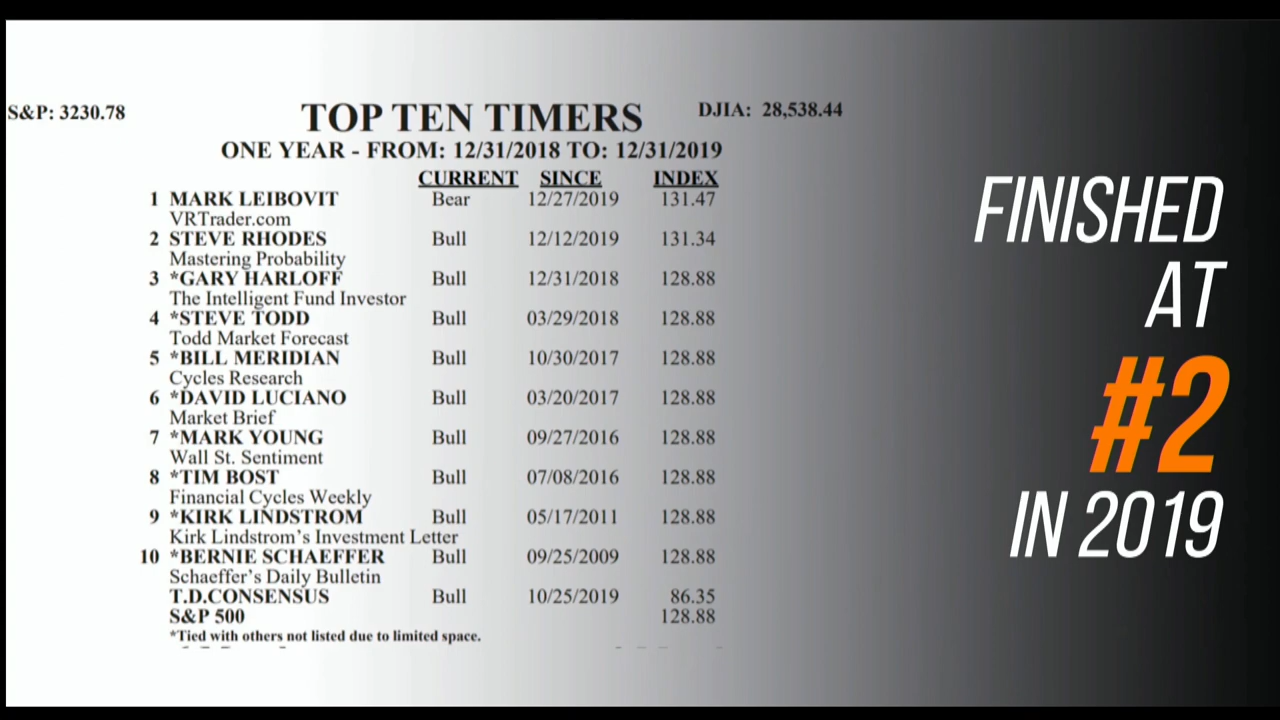 S&P: 3230.78
TOP TEN TIMERS
DJIA: 28,538.44
ONE YEAR - FROM: 12/31/2018 TO: 12/31/2019
CURRENT SINCE INDEX
1 MARK LEIBOVIT Bear 12/27/2019 131.47
VRTrader.com
2 STEVE RHODES Bull 12/12/2019 131.34
Mastering Probability
3 *GARY HARLOFF Bull 12/31/2018 128.88
The Intelligent Fund Investor
4 *STEVE TODD Bull 03/29/2018 128.88
Todd Market Forecast
5 *BILL MERIDIAN Bull 10/30/2017 128.88
Cycles Research
6 *DAVID LUCIANO Bull 03/20/2017 128.88
Market Brief
7 *MARK YOUNG Bull 09/27/2016 128.88
Wall St. Sentiment
8 *TIM BOST Bull 07/08/2016 128.88
Financial Cycles Weekly
9 *KIRK LINDSTROM Bull 05/17/2011 128.88
Kirk Lindstrom's Investment Letter
10 *BERNIE SCHAEFFER Bull 09/25/2009 128.88
Schaeffer's Daily Bulletin
T.D.CONSENSUS Bull 10/25/2019 86.35
S&P 500 128.88
*Tied with others not listed due to limited space.
FINISHED
AT
#2
IN 2019